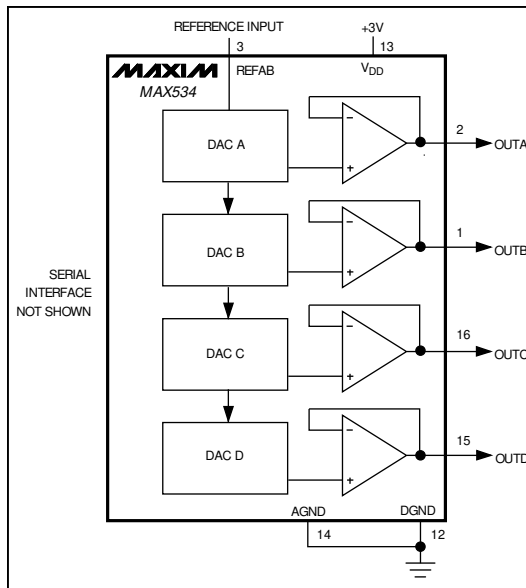 REFERENCE INPUT
+3V
3
13
MAXIM
REFAB
VDD
MAX534
DAC A
2
OUTA
DAC B
1
OUTB
SERIAL
INTERFACE
NOT SHOWN
DAC C
16
OUTC
DAC D
15
OUTD
AGND
DGND
14
12